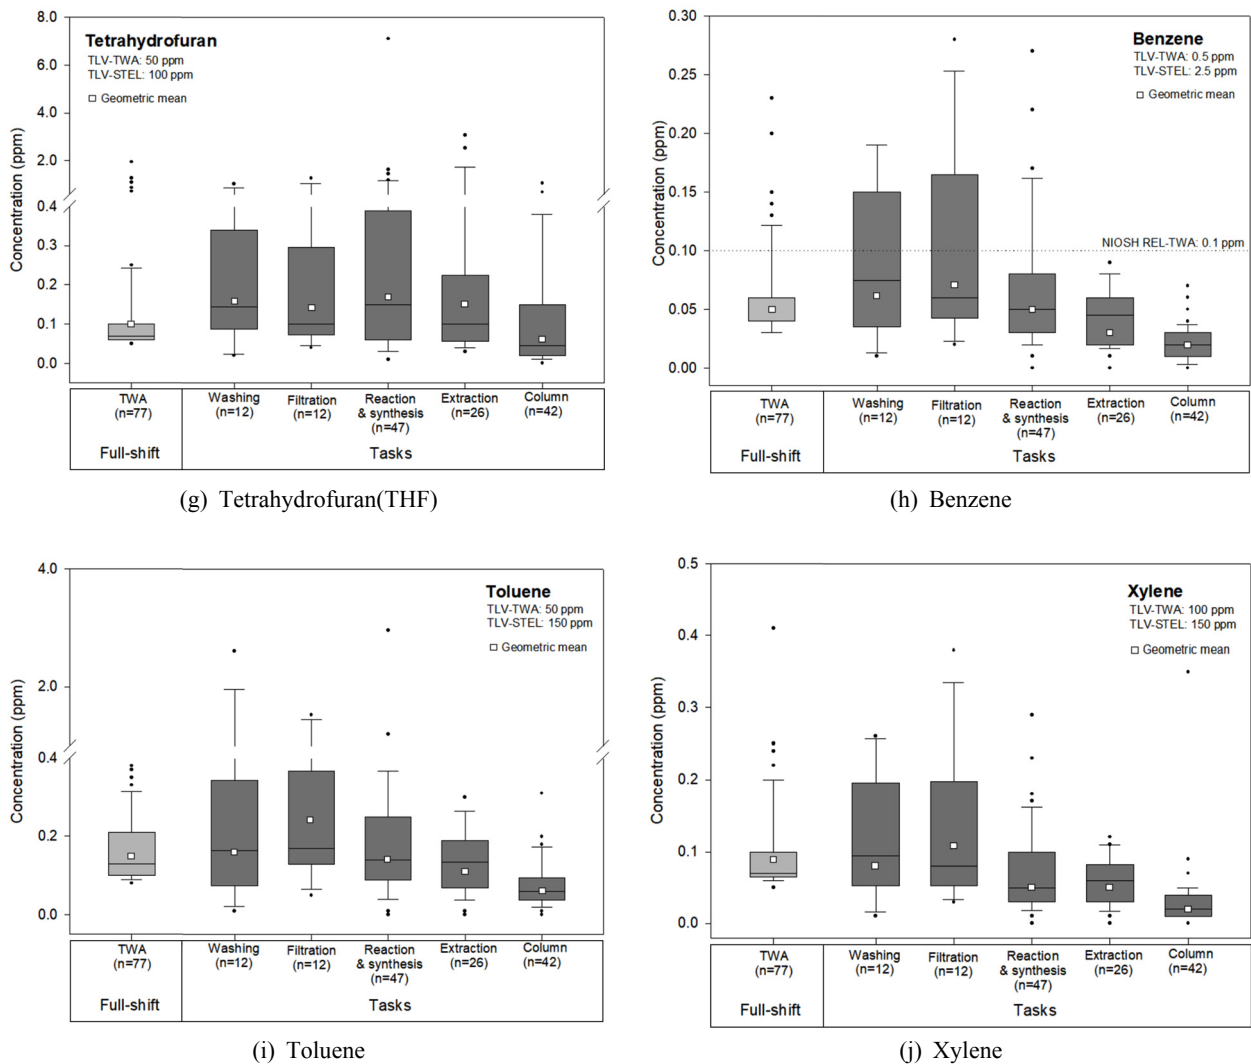 8.0
6.0
4.0
2.0
0.4
0.3
0.2
0.1
0.0
Concentration (ppm)
Tetrahydrofuran
TLV-TWA: 50 ppm
TLV-STEL: 100 ppm
Geometric mean
TWA
(n=77)
Washing
(n=12)
Filtration
(n=12)
Reaction
& synthesis
(n=47)
Extraction
(n=26)
Column
(n=42)
Full-shift
Tasks
(g) Tetrahydrofuran(THF)
0.30
0.25
0.20
0.15
0.10
0.05
0.00
Concentration (ppm)
Benzene
TLV-TWA: 0.5 ppm
TLV-STEL: 2.5 ppm
Geometric mean
NIOSH REL-TWA: 0.1 ppm
TWA
(n=77)
Washing
(n=12)
Filtration
(n=12)
Reaction
& synthesis
(n=47)
Extraction
(n=26)
Column
(n=42)
Full-shift
Tasks
(h) Benzene
4.0
2.0
0.4
0.2
0.0
Concentration (ppm)
Toluene
TLV-TWA: 50 ppm
TLV-STEL: 150 ppm
Geometric mean
TWA
(n=77)
Washing
(n=12)
Filtration
(n=12)
Reaction
& synthesis
(n=47)
Extraction
(n=26)
Column
(n=42)
Full-shift
Tasks
(i) Toluene
0.5
0.4
0.3
0.2
0.1
0.0
Concentration (ppm)
Xylene
TLV-TWA: 100 ppm
TLV-STEL: 150 ppm
Geometric mean
TWA
(n=77)
Washing
(n=12)
Filtration
(n=12)
Reaction
& synthesis
(n=47)
Extraction
(n=26)
Column
(n=42)
Full-shift
Tasks
(j) Xylene